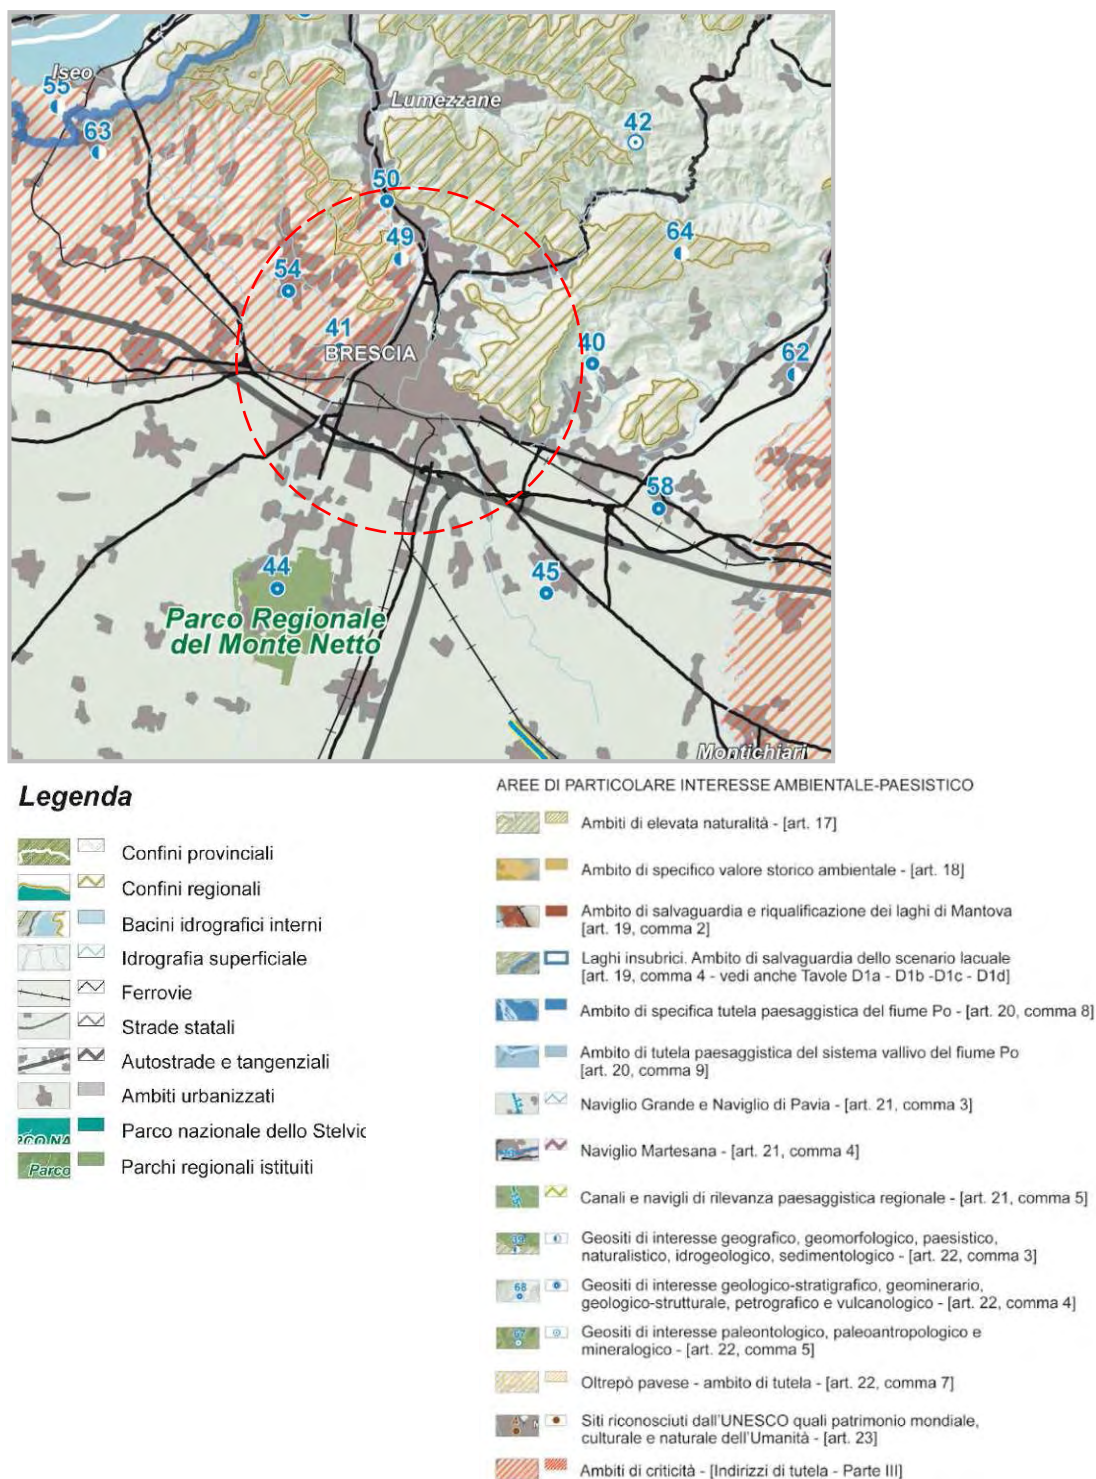 Iseo
55
63
Lumezzane
42
50
49
64
54
41
BRESCIA
40
62
58
44
45
Parco Regionale
del Monte Netto
Montichiari
Legenda
Confini provinciali
Confini regionali
Bacini idrografici interni
Idrografia superficiale
Ferrovie
Strade statali
Autostrade e tangenziali
Ambiti urbanizzati
Parco nazionale dello Stelvio
Parco
Parchi regionali istituiti
AREE DI PARTICOLARE INTERESSE AMBIENTALE-PAESISTICO
Ambiti di elevata naturalità - [art. 17]
Ambito di specifico valore storico ambientale - [art. 18]
Ambito di salvaguardia e riqualificazione dei laghi di Mantova
[art. 19, comma 2]
Laghi insubrici. Ambito di salvaguardia dello scenario lacuale
[art. 19, comma 4 - vedi anche Tavole D1a - D1b -D1c - D1d]
Ambito di specifica tutela paesaggistica del fiume Po - [art. 20, comma 8]
Ambito di tutela paesaggistica del sistema vallivo del fiume Po
[art. 20, comma 9]
Naviglio Grande e Naviglio di Pavia - [art. 21, comma 3]
Naviglio Martesana - [art. 21, comma 4]
Canali e navigli di rilevanza paesaggistica regionale - [art. 21, comma 5]
Geositi di interesse geografico, geomorfologico, paesistico,
naturalistico, idrogeologico, sedimentologico - [art. 22, comma 3]
68
Geositi di interesse geologico-stratigrafico, geominerario,
geologico-strutturale, petrografico e vulcanologico - [art. 22, comma 4]
Geositi di interesse paleontologico, paleoantropologico e
mineralogico - [art. 22, comma 5]
Oltrepò pavese - ambito di tutela - [art. 22, comma 7]
Siti riconosciuti dall'UNESCO quali patrimonio mondiale,
culturale e naturale dell'Umanità - [art. 23]
Ambiti di criticità - [Indirizzi di tutela - Parte III]